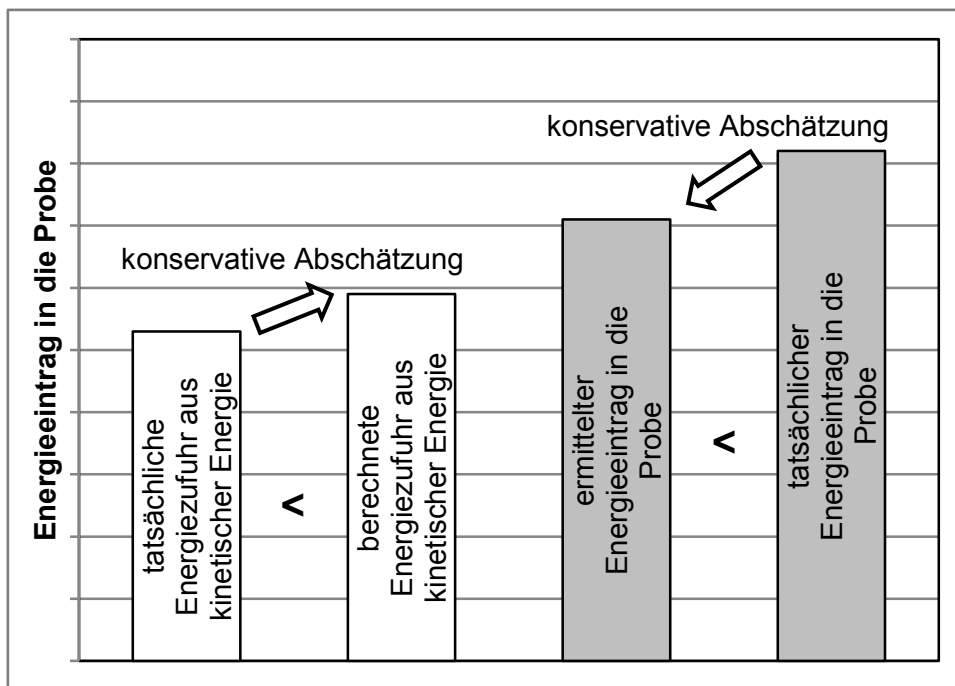 Energieeintrag in die Probe
konservative Abschätzung
konservative Abschätzung
tatsächliche
Energiezufuhr aus
kinetischer Energie
<
berechnete
Energiezufuhr aus
kinetischer Energie
ermittelter
Energieeintrag in die
Probe
<
tatsächlicher
Energieeintrag in die
Probe